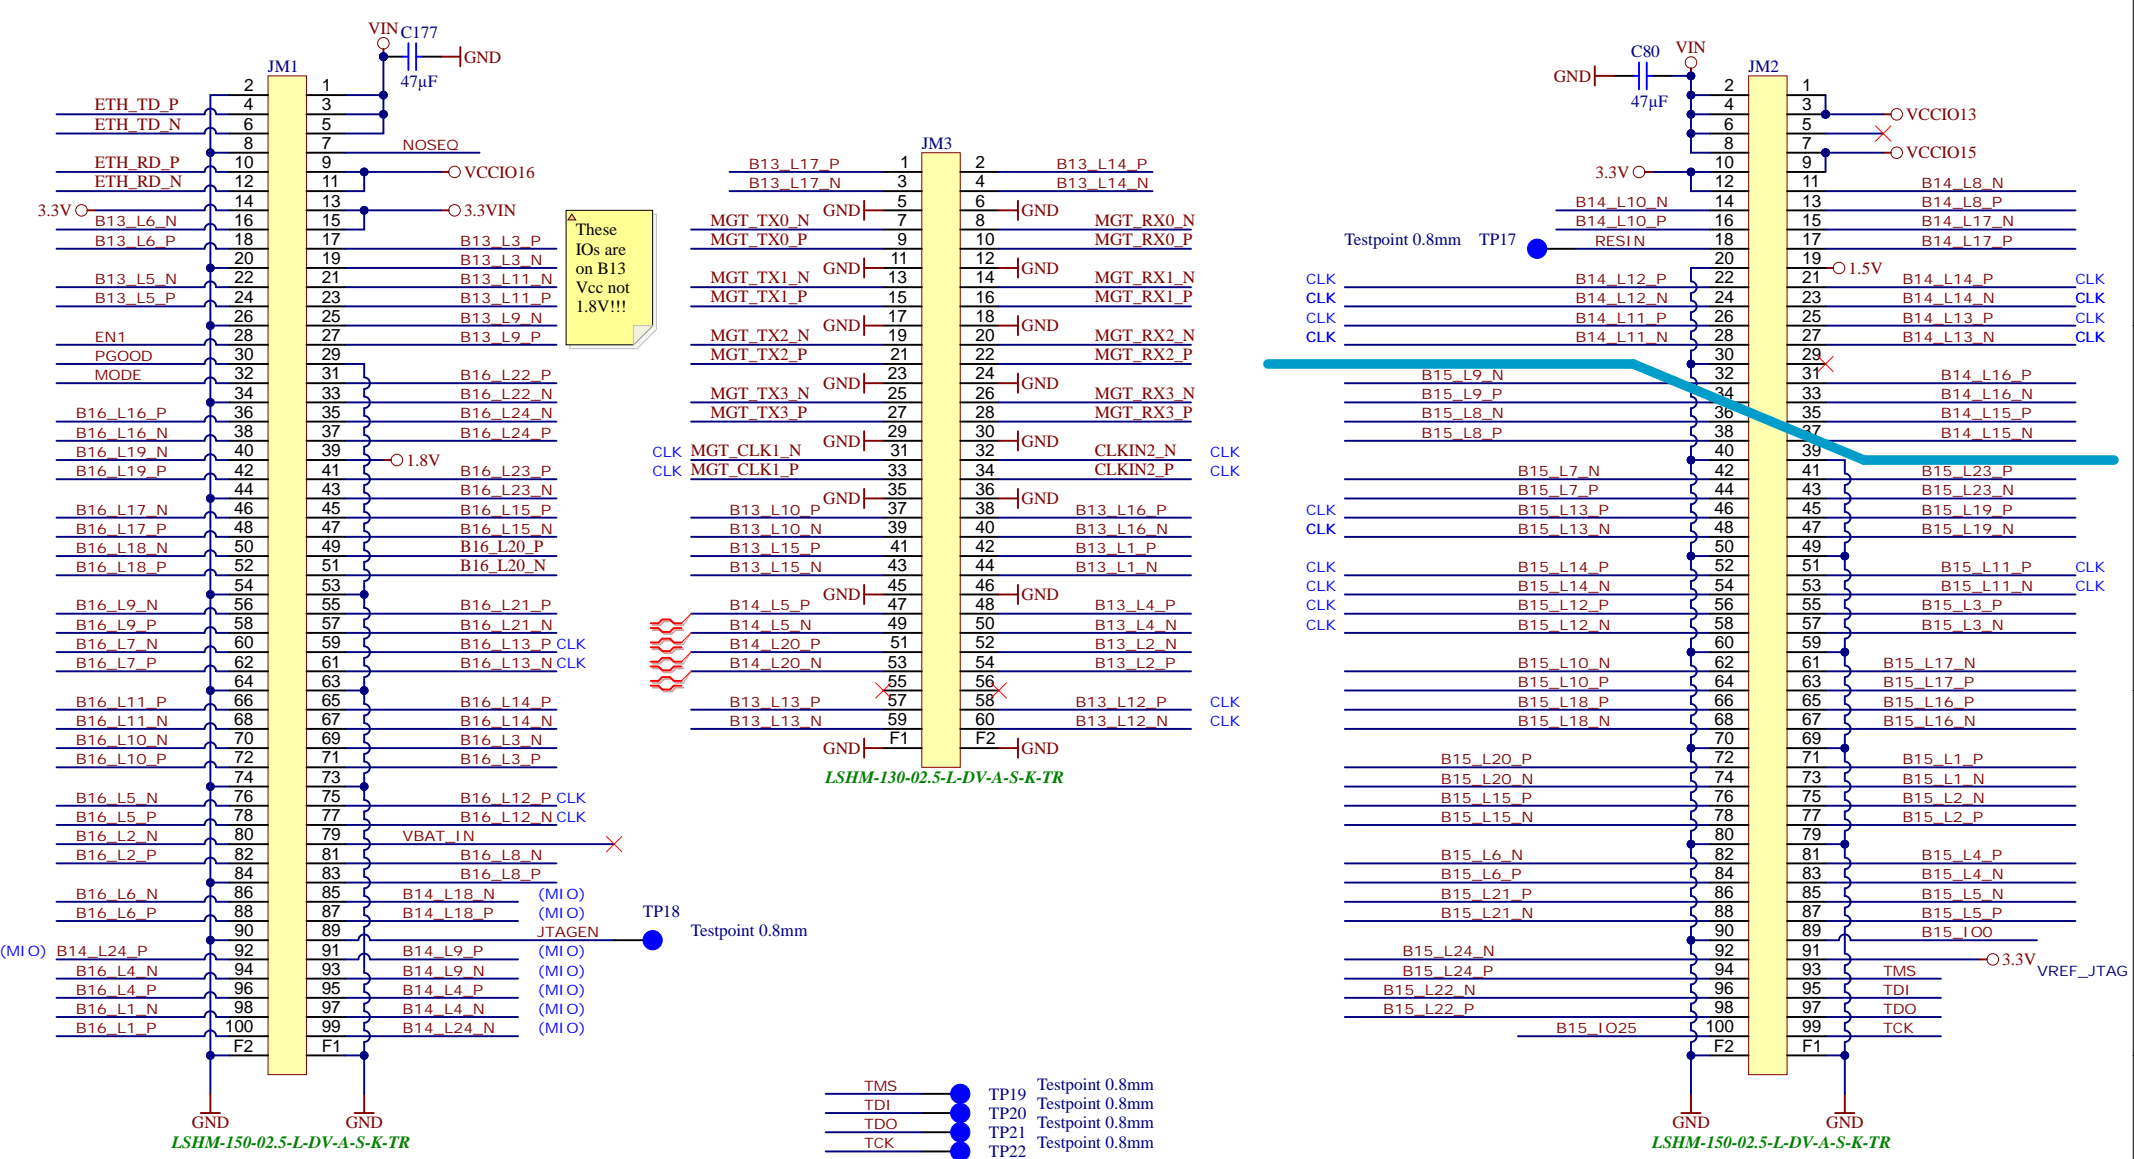 VIN C177
GND
47µF
JM1
2 1
ETH_TD_P 4 3
ETH_TD_N 6 5
8 7 NOSEQ
ETH_RD_P 10 9 VCCIO16
ETH_RD_N 12 11
3.3V 14 13 3.3VIN
B13_L6_N 16 15
B13_L6_P 18 17 B13_L3_P
20 19 B13_L3_N
B13_L5_N 22 21 B13_L11_N
B13_L5_P 24 23 B13_L11_P
26 25 B13_L9_N
EN1 28 27 B13_L9_P
PGOOD 30 29
MODE 32 31 B16_L22_P
34 33 B16_L22_N
B16_L16_P 36 35 B16_L24_N
B16_L16_N 38 37 B16_L24_P
B16_L19_N 40 39 1.8V
B16_L19_P 42 41 B16_L23_P
44 43 B16_L23_N
B16_L17_N 46 45 B16_L15_P
B16_L17_P 48 47 B16_L15_N
B16_L18_N 50 49 B16_L20_P
B16_L18_P 52 51 B16_L20_N
54 53
B16_L9_N 56 55 B16_L21_P
B16_L9_P 58 57 B16_L21_N
B16_L7_N 60 59 B16_L13_P CLK
B16_L7_P 62 61 B16_L13_N CLK
64 63
B16_L11_P 66 65 B16_L14_P
B16_L11_N 68 67 B16_L14_N
B16_L10_N 70 69 B16_L3_N
B16_L10_P 72 71 B16_L3_P
74 73
B16_L5_N 76 75 B16_L12_P CLK
B16_L5_P 78 77 B16_L12_N CLK
B16_L2_N 80 79 VBAT_IN
B16_L2_P 82 81 B16_L8_N
84 83 B16_L8_P
B16_L6_N 86 85 B14_L18_N (MIO)
B16_L6_P 88 87 B14_L18_P (MIO)
90 89 JTAGEN TP18 Testpoint 0.8mm
(MIO) B14_L24_P 92 91 B14_L9_P (MIO)
B16_L4_N 94 93 B14_L9_N (MIO)
B16_L4_P 96 95 B14_L4_P (MIO)
B16_L1_N 98 97 B14_L4_N (MIO)
B16_L1_P 100 99 B14_L24_N (MIO)
F2 F1
GND GND
LSHM-150-02.5-L-DV-A-S-K-TR
These
IOs are
on B13
Vcc not
1.8V!!!
JM3
B13_L17_P 1 2 B13_L14_P
B13_L17_N 3 4 B13_L14_N
GND 5 6 GND
MGT_TX0_N 7 8 MGT_RX0_N
MGT_TX0_P 9 10 MGT_RX0_P
GND 11 12 GND
MGT_TX1_N 13 14 MGT_RX1_N
MGT_TX1_P 15 16 MGT_RX1_P
GND 17 18 GND
MGT_TX2_N 19 20 MGT_RX2_N
MGT_TX2_P 21 22 MGT_RX2_P
GND 23 24 GND
MGT_TX3_N 25 26 MGT_RX3_N
MGT_TX3_P 27 28 MGT_RX3_P
GND 29 30 GND
CLK MGT_CLK1_N 31 32 CLKIN2_N CLK
CLK MGT_CLK1_P 33 34 CLKIN2_P CLK
GND 35 36 GND
B13_L10_P 37 38 B13_L16_P
B13_L10_N 39 40 B13_L16_N
B13_L15_P 41 42 B13_L1_P
B13_L15_N 43 44 B13_L1_N
GND 45 46 GND
B14_L5_P 47 48 B13_L4_P
B14_L5_N 49 50 B13_L4_N
B14_L20_P 51 52 B13_L2_N
B14_L20_N 53 54 B13_L2_P
55 56
B13_L13_P 57 58 B13_L12_P CLK
B13_L13_N 59 60 B13_L12_N CLK
GND F1 F2 GND
LSHM-130-02.5-L-DV-A-S-K-TR
TMS TP19 Testpoint 0.8mm
TDI TP20 Testpoint 0.8mm
TDO TP21 Testpoint 0.8mm
TCK TP22 Testpoint 0.8mm
C80 VIN
GND
47µF
JM2
2 1
4 3 VCCIO13
6 5
8 7 VCCIO15
3.3V 10 9
12 11 B14_L8_N
B14_L10_N 14 13 B14_L8_P
B14_L10_P 16 15 B14_L17_N
Testpoint 0.8mm TP17 RESIN 18 17 B14_L17_P
20 19 1.5V
CLK B14_L12_P 22 21 B14_L14_P CLK
CLK B14_L12_N 24 23 B14_L14_N CLK
CLK B14_L11_P 26 25 B14_L13_P CLK
CLK B14_L11_N 28 27 B14_L13_N CLK
30 29
B15_L9_N 32 31 B14_L16_P
B15_L9_P 34 33 B14_L16_N
B15_L8_N 36 35 B14_L15_P
B15_L8_P 38 37 B14_L15_N
40 39
B15_L7_N 42 41 B15_L23_P
B15_L7_P 44 43 B15_L23_N
CLK B15_L13_P 46 45 B15_L19_P
CLK B15_L13_N 48 47 B15_L19_N
50 49
CLK B15_L14_P 52 51 B15_L11_P CLK
CLK B15_L14_N 54 53 B15_L11_N CLK
CLK B15_L12_P 56 55 B15_L3_P
CLK B15_L12_N 58 57 B15_L3_N
60 59
B15_L10_N 62 61 B15_L17_N
B15_L10_P 64 63 B15_L17_P
B15_L18_P 66 65 B15_L16_P
B15_L18_N 68 67 B15_L16_N
70 69
B15_L20_P 72 71 B15_L1_P
B15_L20_N 74 73 B15_L1_N
B15_L15_P 76 75 B15_L2_N
B15_L15_N 78 77 B15_L2_P
80 79
B15_L6_N 82 81 B15_L4_P
B15_L6_P 84 83 B15_L4_N
B15_L21_P 86 85 B15_L5_N
B15_L21_N 88 87 B15_L5_P
90 89 B15_IO0
B15_L24_N 92 91 3.3V
B15_L24_P 94 93 TMS VREF_JTAG
B15_L22_N 96 95 TDI
B15_L22_P 98 97 TDO
B15_IO25 100 99 TCK
F2 F1
GND GND
LSHM-150-02.5-L-DV-A-S-K-TR